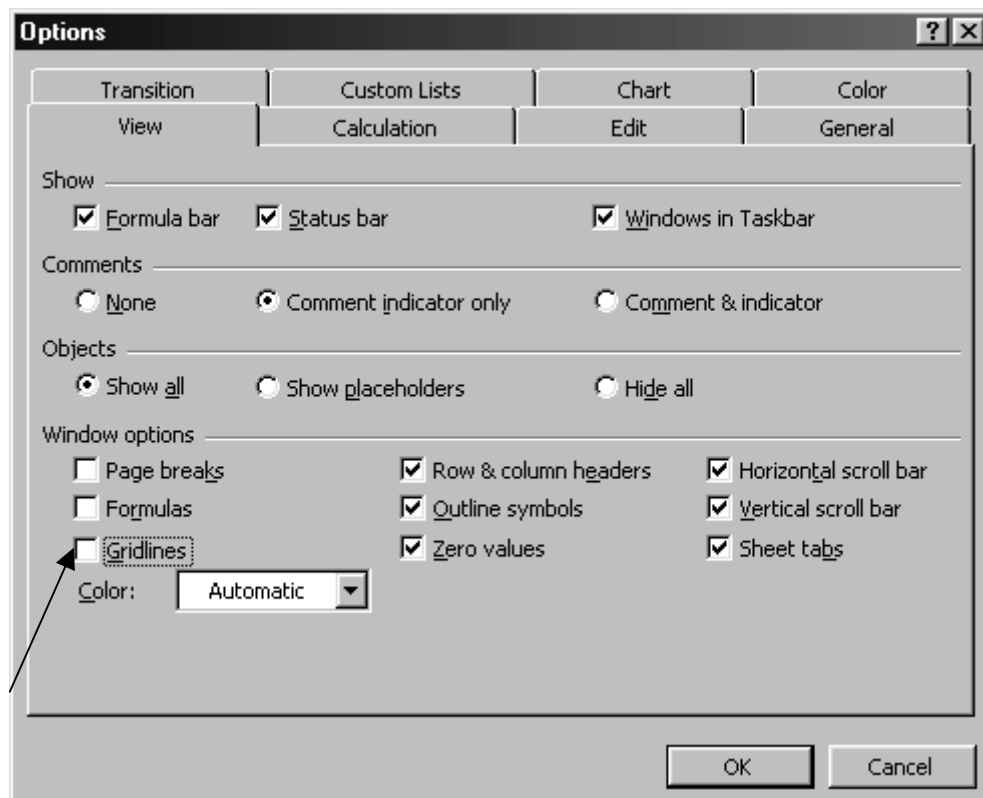 Options
Transition Custom Lists Chart Color
View Calculation Edit General
Show
Formula bar Status bar Windows in Taskbar
Comments
None Comment indicator only Comment & indicator
Objects
Show all Show placeholders Hide all
Window options
Page breaks Row & column headers Horizontal scroll bar
Formulas Outline symbols Vertical scroll bar
Gridlines Zero values Sheet tabs
Color: Automatic
OK Cancel